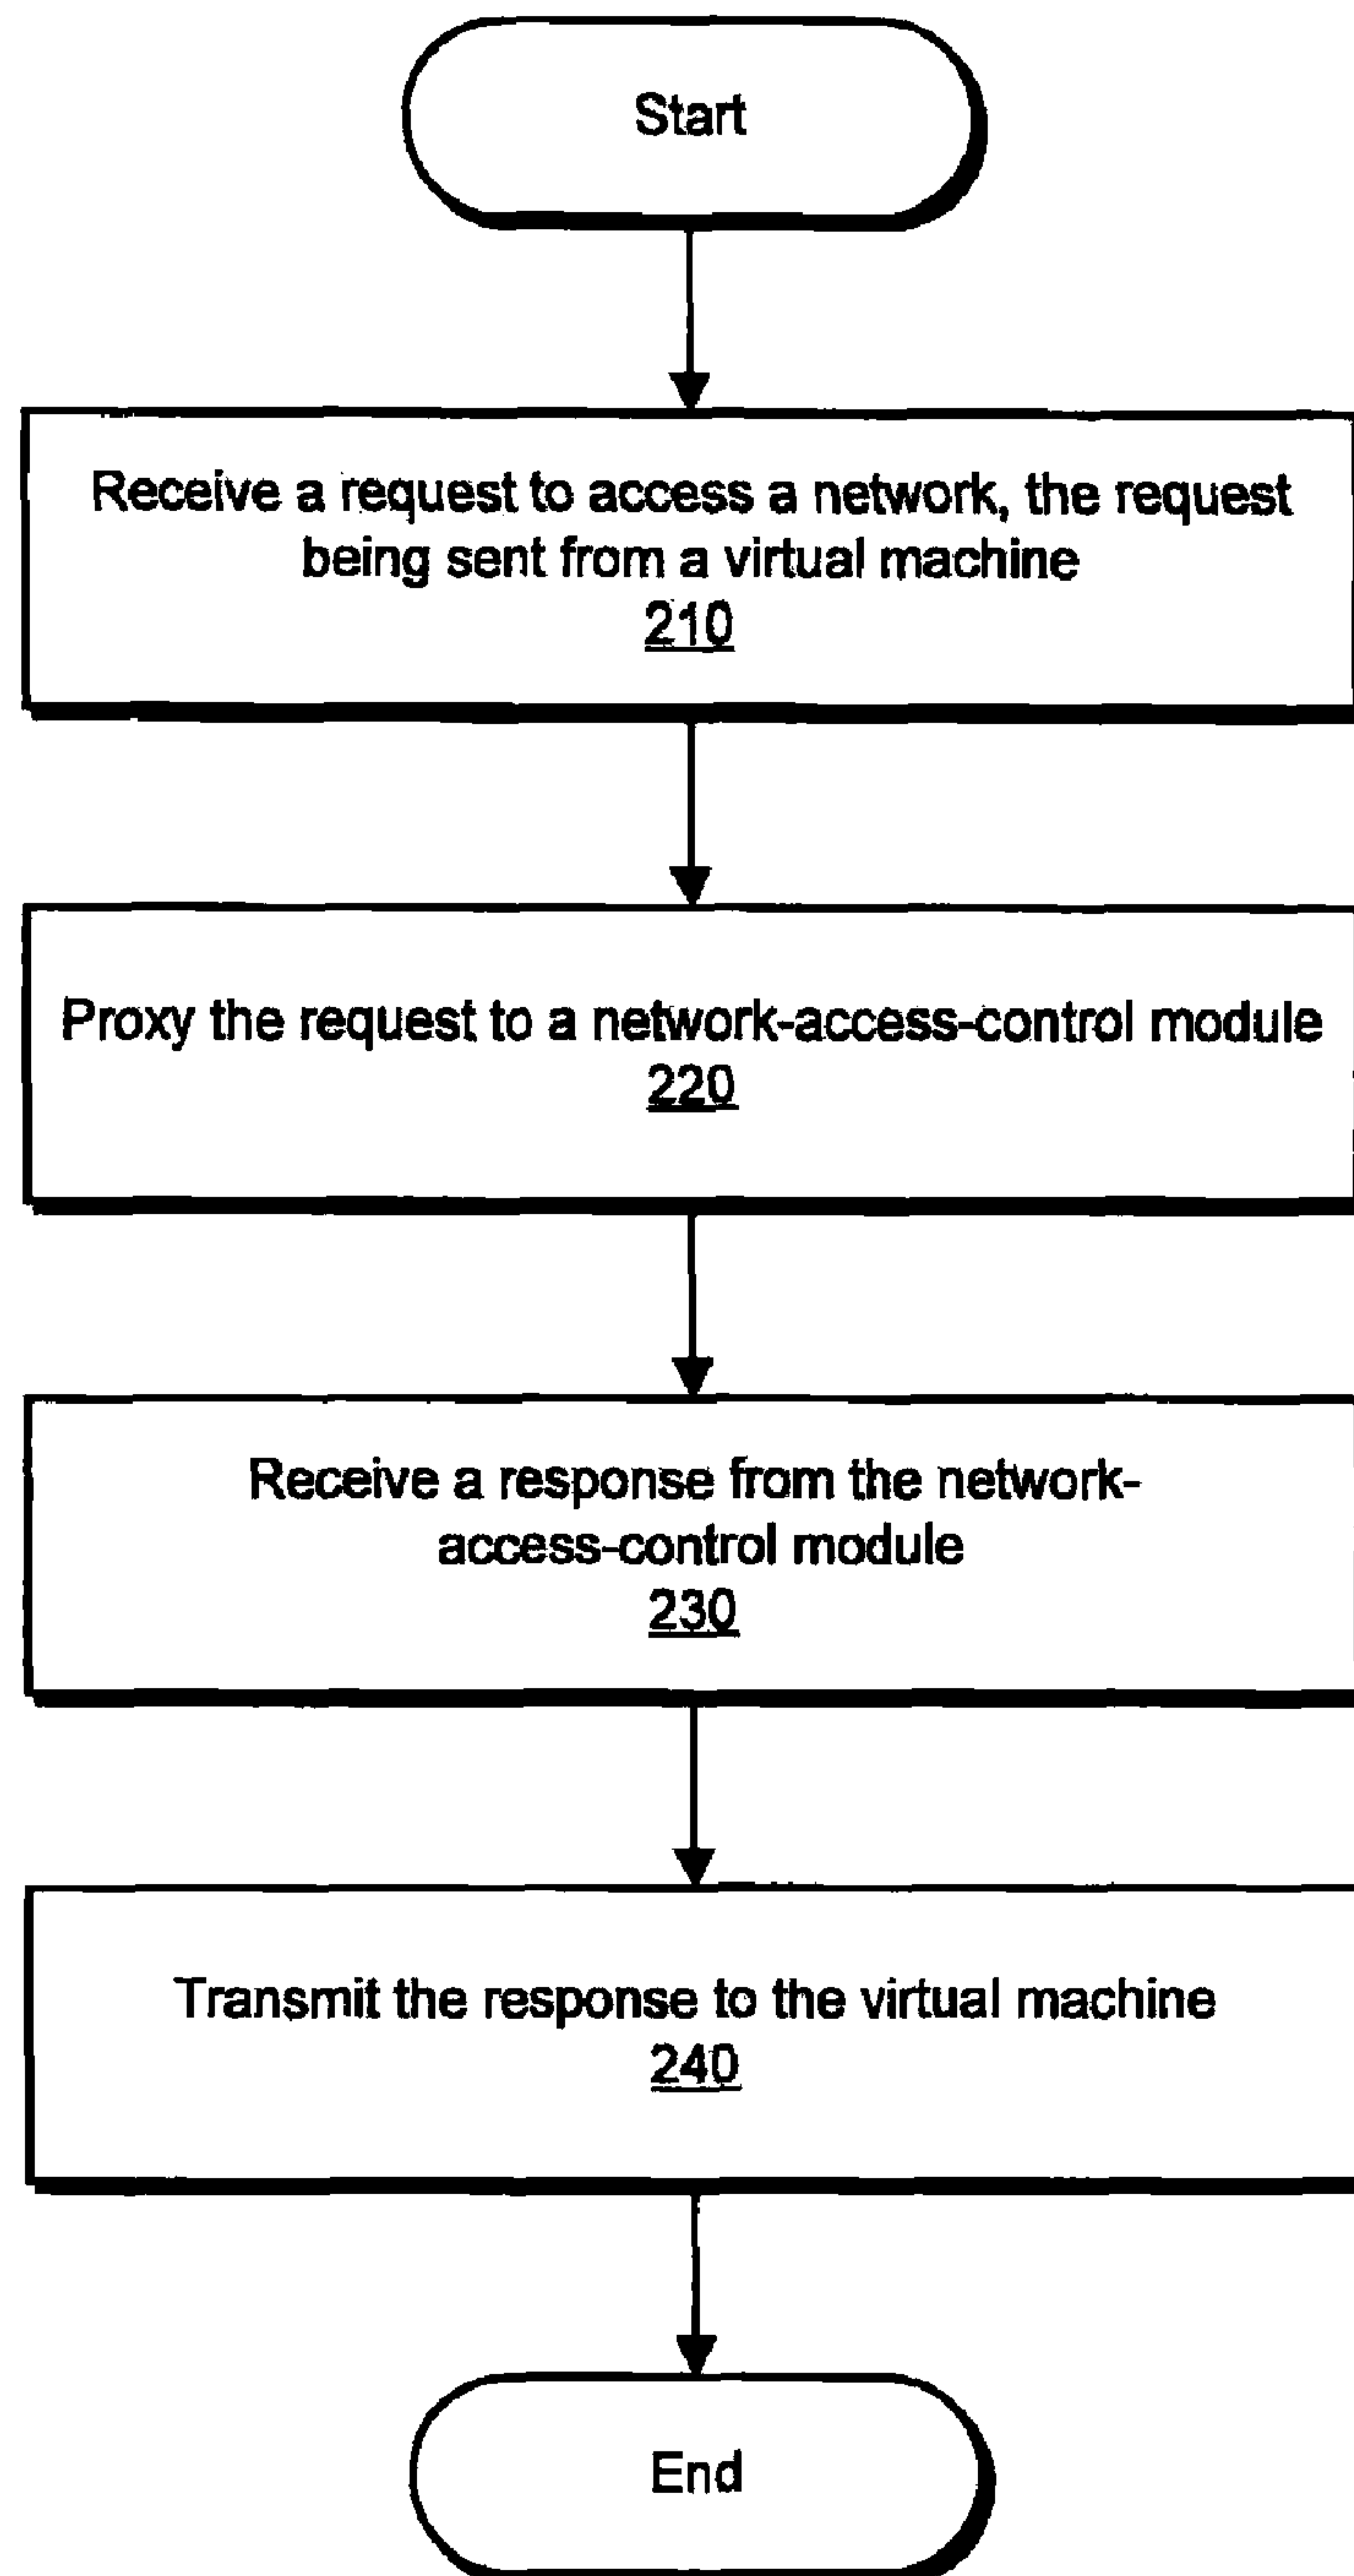 Start
Receive a request to access a network, the request
being sent from a virtual machine
210
Proxy the request to a network-access-control module
220
Receive a response from the network-
access-control module
230
Transmit the response to the virtual machine
240
End